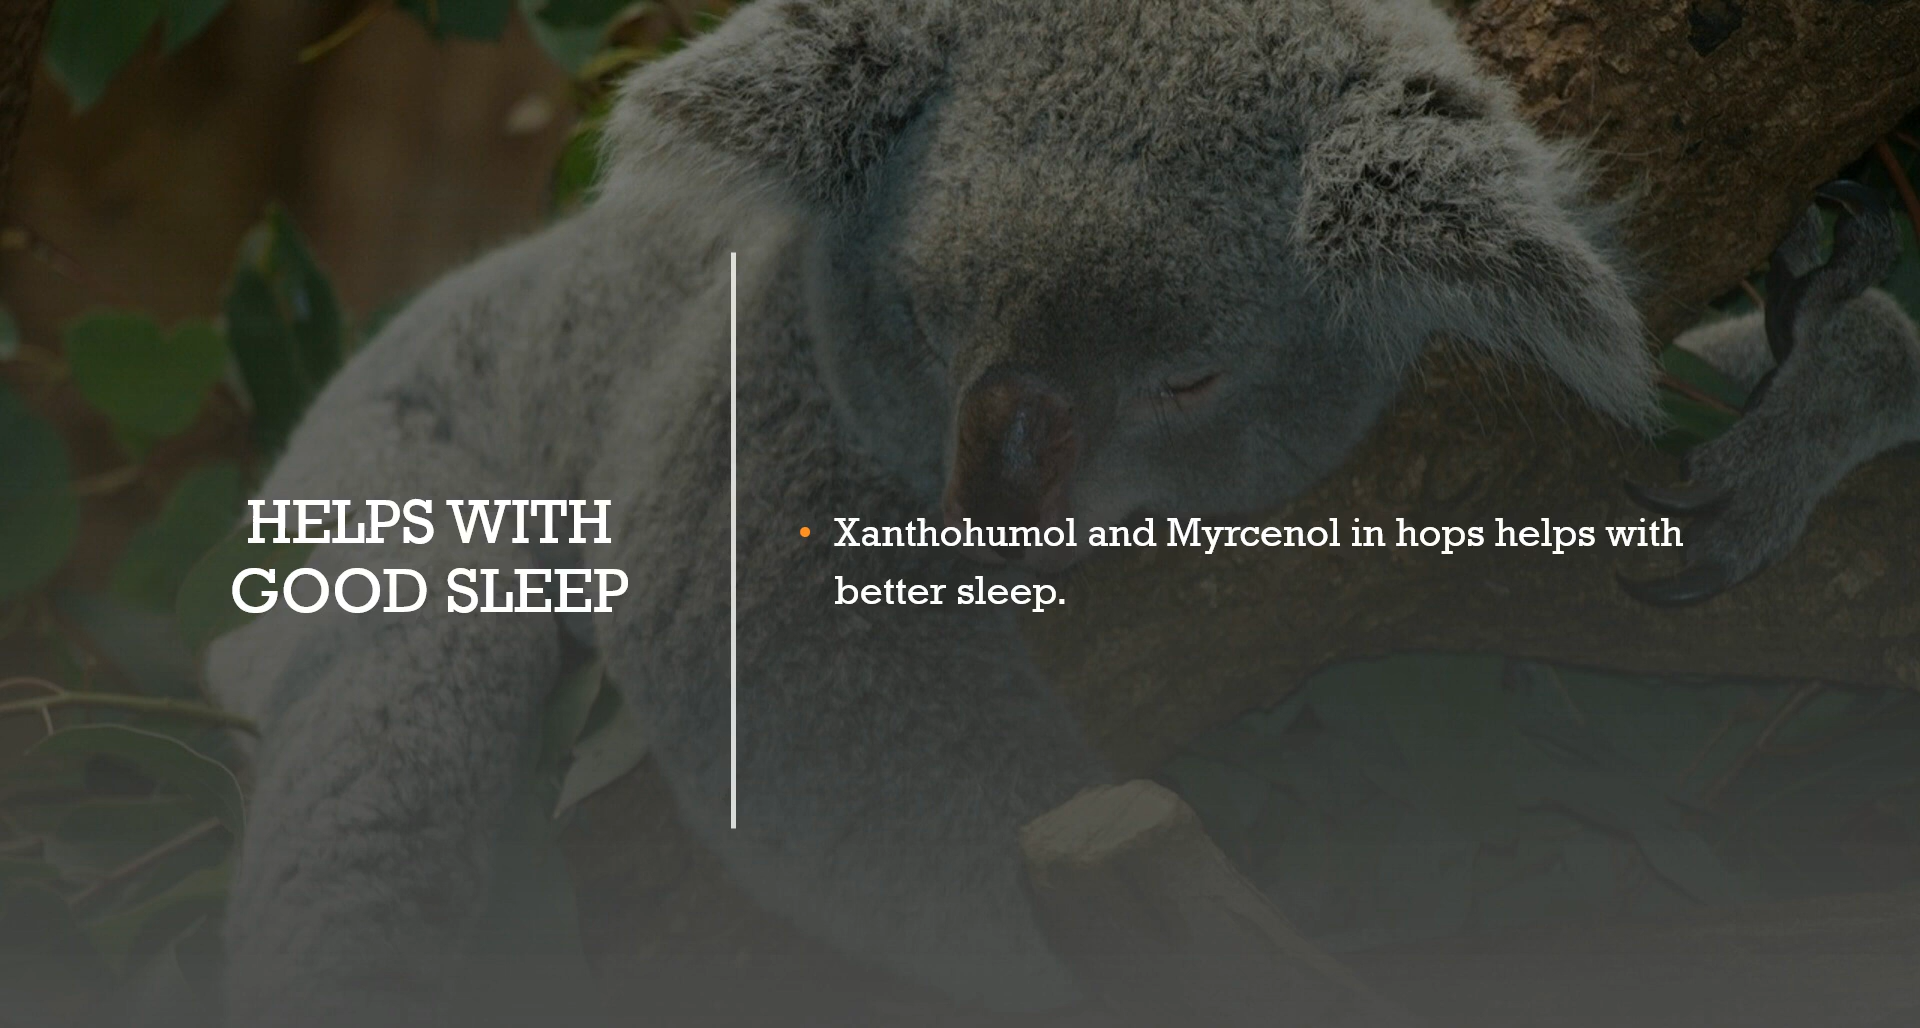 HELPS WITH
GOOD SLEEP
• Xanthohumol and Myrcenol in hops helps with
better sleep.